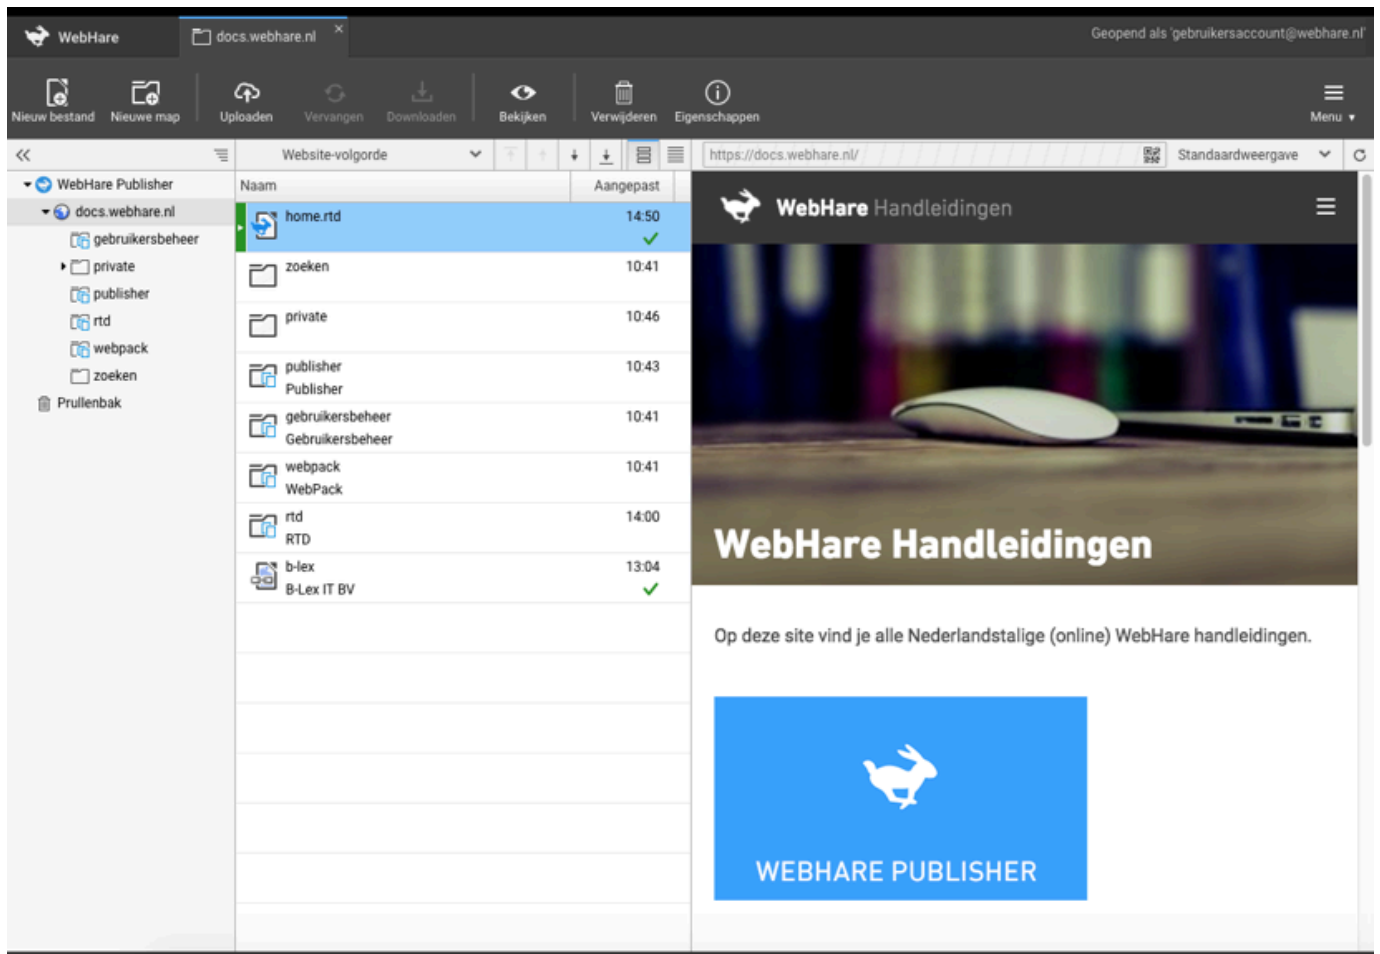 WebHare
docs.webhare.nl
Geopend als 'gebruikersaccount@webhare.nl'
Nieuw bestand Nieuwe map Uploaden Vervangen Downloaden Bekijken Verwijderen Eigenschappen Menu
Website-volgorde
https://docs.webhare.nl/
Standaardweergave
WebHare Publisher
docs.webhare.nl
gebruikersbeheer
private
publisher
rtd
webpack
zoeken
Prullenbak
Naam Aangepast
home.rtd 14:50
zoeken 10:41
private 10:46
publisher 10:43
Publisher
gebruikersbeheer 10:41
Gebruikersbeheer
webpack 10:41
WebPack
rtd 14:00
RTD
b-lex 13:04
B-Lex IT BV
WebHare Handleidingen
WebHare Handleidingen
Op deze site vind je alle Nederlandstalige (online) WebHare handleidingen.
WEBHARE PUBLISHER